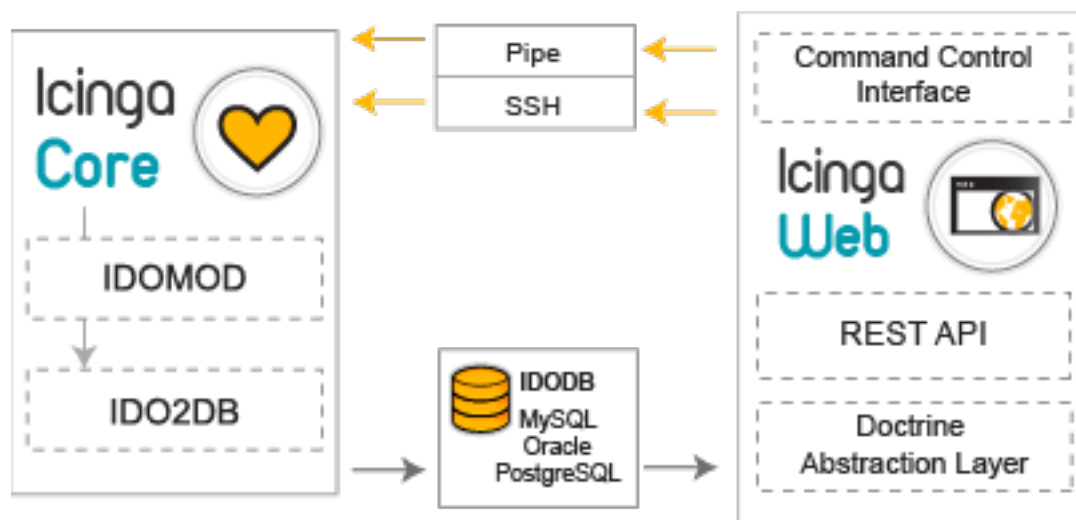 Icinga
Core
IDOMOD
IDO2DB
Pipe
SSH
IDODB
MySQL
Oracle
PostgreSQL
Command Control
Interface
Icinga
Web
REST API
Doctrine
Abstraction Layer